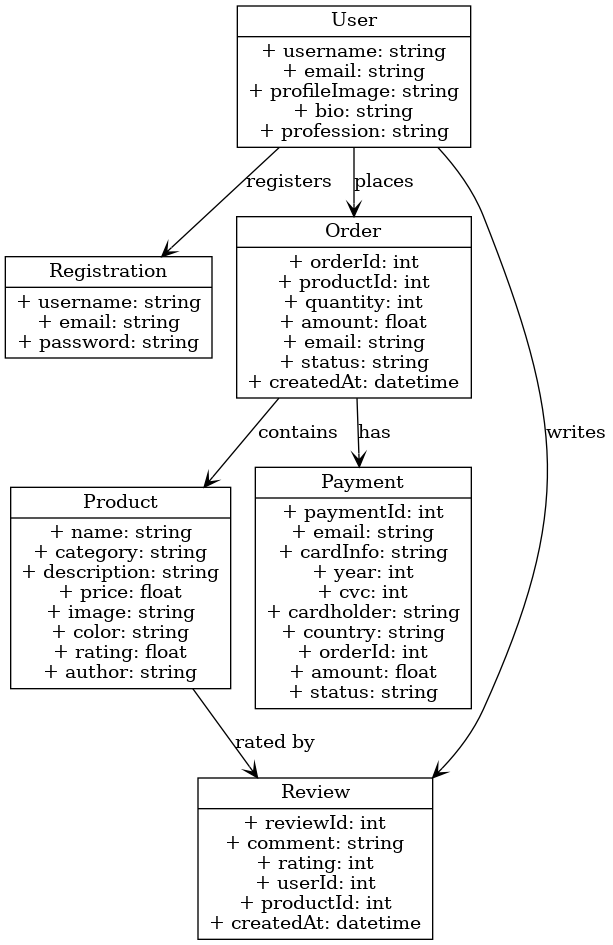 User
+ username: string
+ email: string
+ profileImage: string
+ bio: string
+ profession: string
registers
places
Registration
+ username: string
+ email: string
+ password: string
Order
+ orderId: int
+ productId: int
+ quantity: int
+ amount: float
+ email: string
+ status: string
+ createdAt: datetime
contains
has
writes
Product
+ name: string
+ category: string
+ description: string
+ price: float
+ image: string
+ color: string
+ rating: float
+ author: string
Payment
+ paymentId: int
+ email: string
+ cardInfo: string
+ year: int
+ cvc: int
+ cardholder: string
+ country: string
+ orderId: int
+ amount: float
+ status: string
rated by
Review
+ reviewId: int
+ comment: string
+ rating: int
+ userId: int
+ productId: int
+ createdAt: datetime